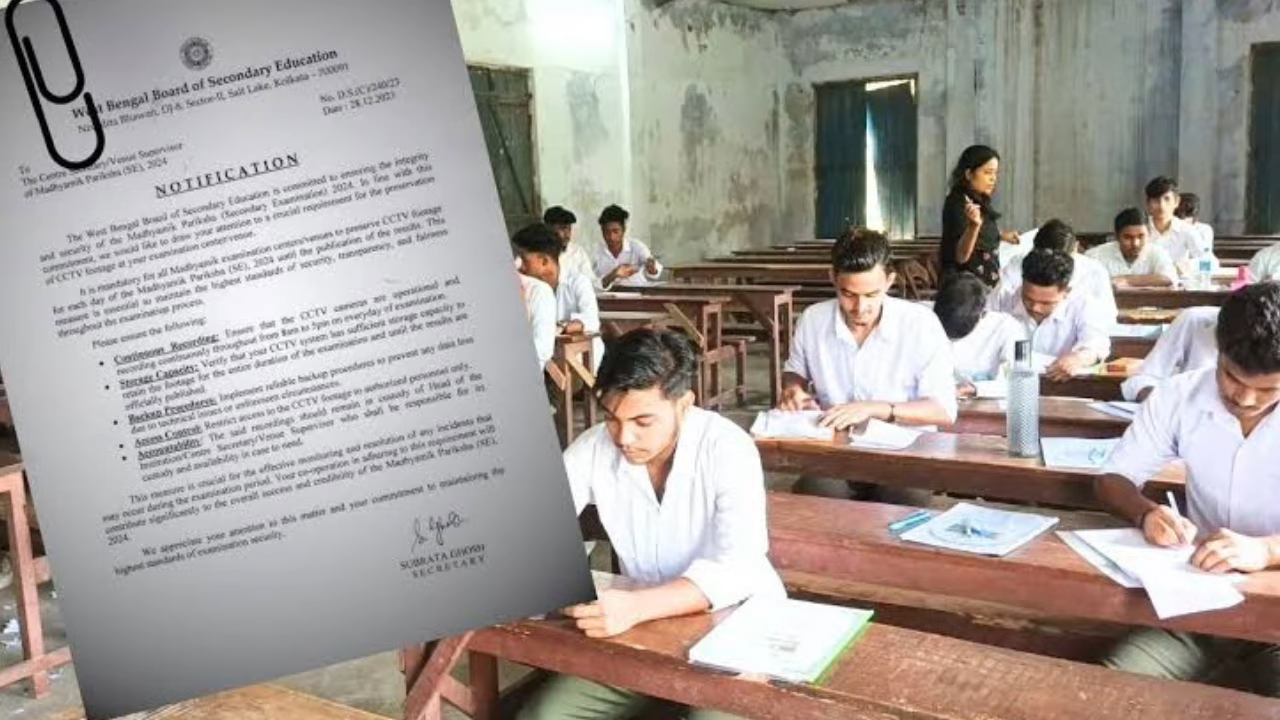 West Bengal Board of Secondary Education
Nivedita Bhawan, DJ-8, Sector-II, Salt Lake, Kolkata – 700091
No. D.S.(C)/240/23
Date : 28.12.2023
To
The Centre Secretary/Venue Supervisor
of Madhyamik Pariksha (SE), 2024
NOTIFICATION
The West Bengal Board of Secondary Education is committed to ensuring the integrity
and security of the Madhyamik Pariksha (Secondary Examination) 2024. In line with this
commitment, we would like to draw your attention to a crucial requirement for the preservation
of CCTV footage at your examination center/venue.
It is mandatory for all Madhyamik examination centers/venues to preserve CCTV footage
for each day of the Madhyamik Pariksha (SE), 2024 until the publication of the results. This
measure is essential to maintain the highest standards of security, transparency, and fairness
throughout the examination process.
Please ensure the following:
• Continuous Recording: Ensure that the CCTV cameras are operational and
recording continuously throughout from 8am to 5pm on everyday of examination.
• Storage Capacity: Verify that your CCTV system has sufficient storage capacity to
retain the footage for the entire duration of the examination and until the results are
officially published.
• Backup Procedures: Implement reliable backup procedures to prevent any data loss
due to technical issues or unforeseen circumstances.
• Access Control: Restrict access to the CCTV footage to authorized personnel only.
• Accountability: The said recordings should remain in custody of Head of the
Institution/Centre Secretary/Venue Supervisor who shall be responsible for its
custody and availability in case to need.
This measure is crucial for the effective monitoring and resolution of any incidents that
may occur during the examination period. Your co-operation in adhering to this requirement will
contribute significantly to the overall success and credibility of the Madhyamik Pariksha (SE),
2024.
We appreciate your attention to this matter and your commitment to maintaining the
highest standards of examination security.
SUBRATA GHOSH
SECRETARY